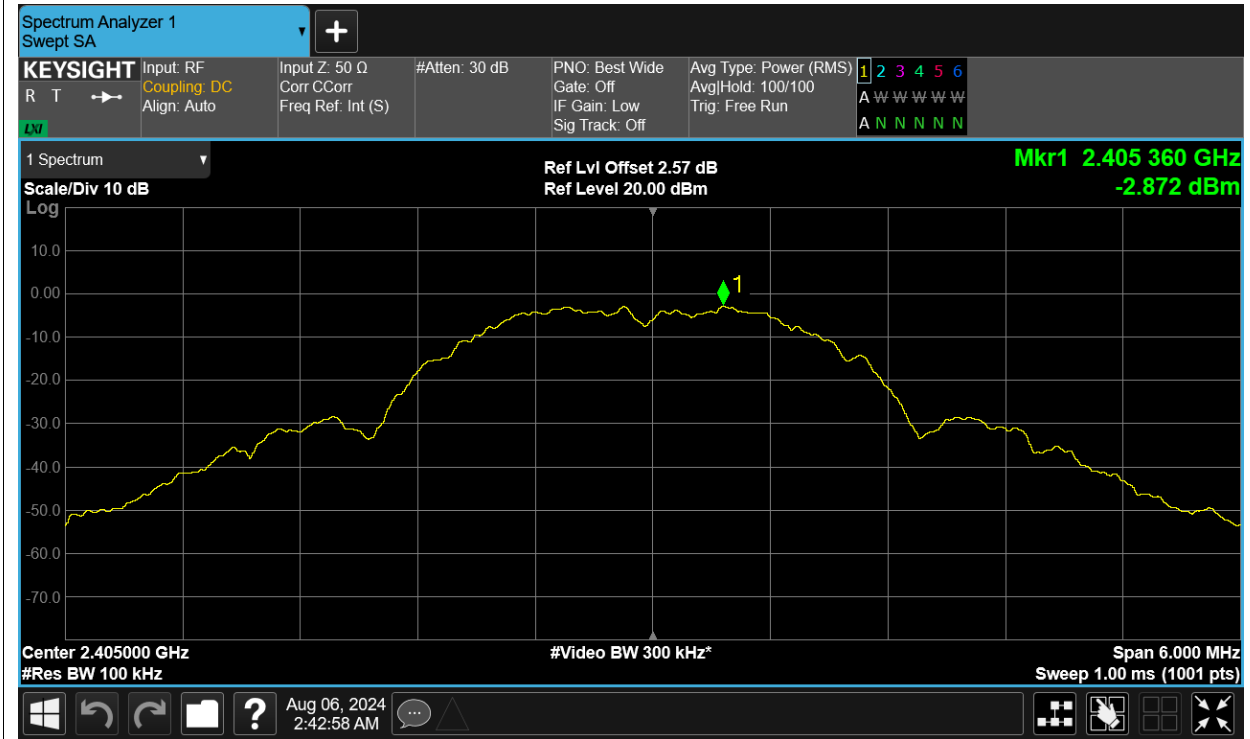 Spectrum Analyzer 1
Swept SA
+
KEYSIGHT
R T
LXI
Input: RF
Coupling: DC
Align: Auto
Input Z: 50 Ω
Corr CCorr
Freq Ref: Int (S)
#Atten: 30 dB
PNO: Best Wide
Gate: Off
IF Gain: Low
Sig Track: Off
Avg Type: Power (RMS)
Avg|Hold: 100/100
Trig: Free Run
1 2 3 4 5 6
A W W W W W
A N N N N N
1 Spectrum
Scale/Div 10 dB
Log
Ref Lvl Offset 2.57 dB
Ref Level 20.00 dBm
Mkr1 2.405 360 GHz
-2.872 dBm
10.0
0.00
-10.0
-20.0
-30.0
-40.0
-50.0
-60.0
-70.0
1
Center 2.405000 GHz
#Res BW 100 kHz
#Video BW 300 kHz*
Span 6.000 MHz
Sweep 1.00 ms (1001 pts)
?
Aug 06, 2024
2:42:58 AM